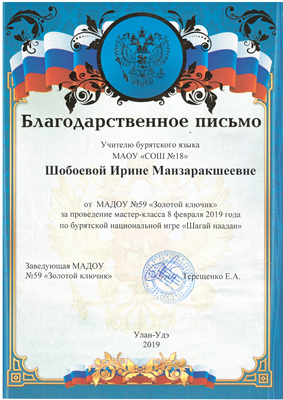 Благодарственное письмо
Учителю бурятского языка
МАОУ «СОШ №18»
Шобоевой Ирине Манзаракшеевне
от МАДОУ №59 «Золотой ключик»
за проведение мастер-класса 8 февраля 2019 года
по бурятской национальной игре «Шагай наадан»
Заведующая МАДОУ
№59 «Золотой ключик»
Терещенко Е.А.
Улан-Удэ
2019